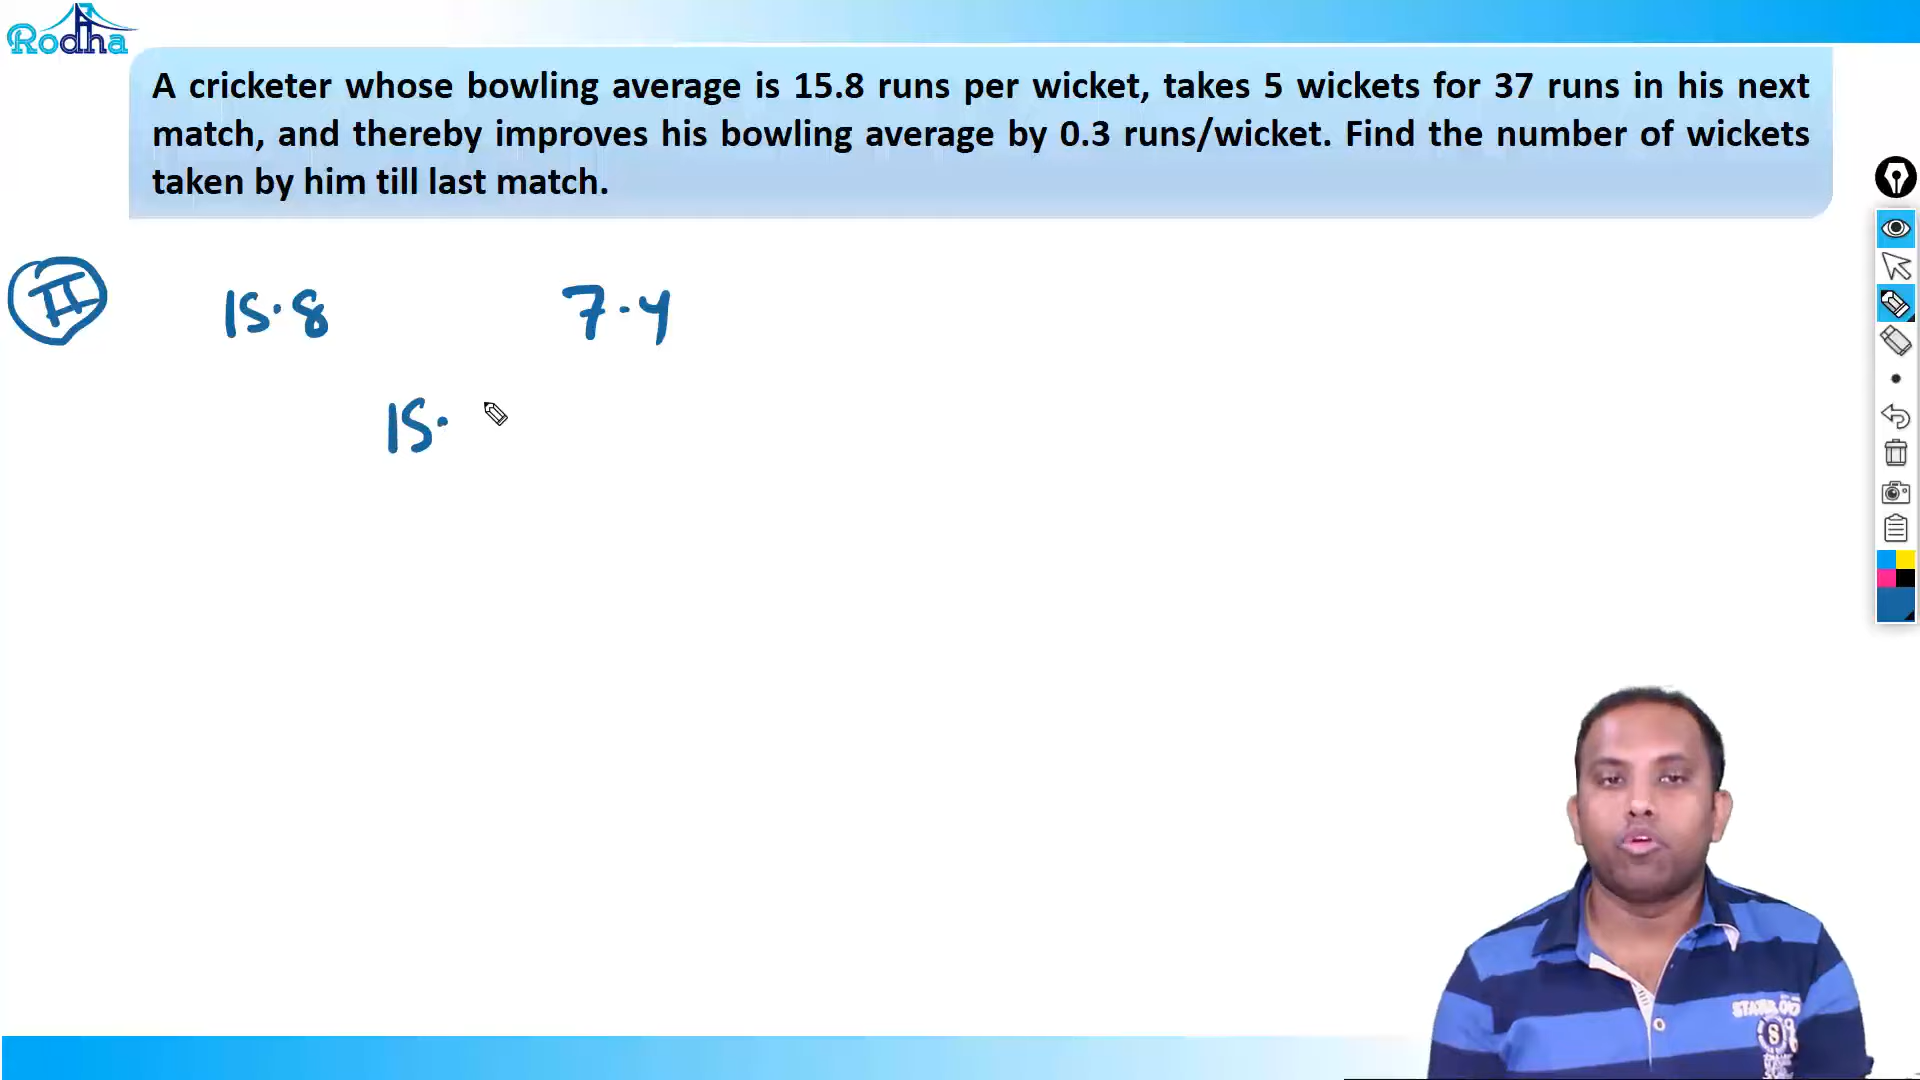 Rodha
A cricketer whose bowling average is 15.8 runs per wicket, takes 5 wickets for 37 runs in his next
match, and thereby improves his bowling average by 0.3 runs/wicket. Find the number of wickets
taken by him till last match.
II 15.8 7.4
15.